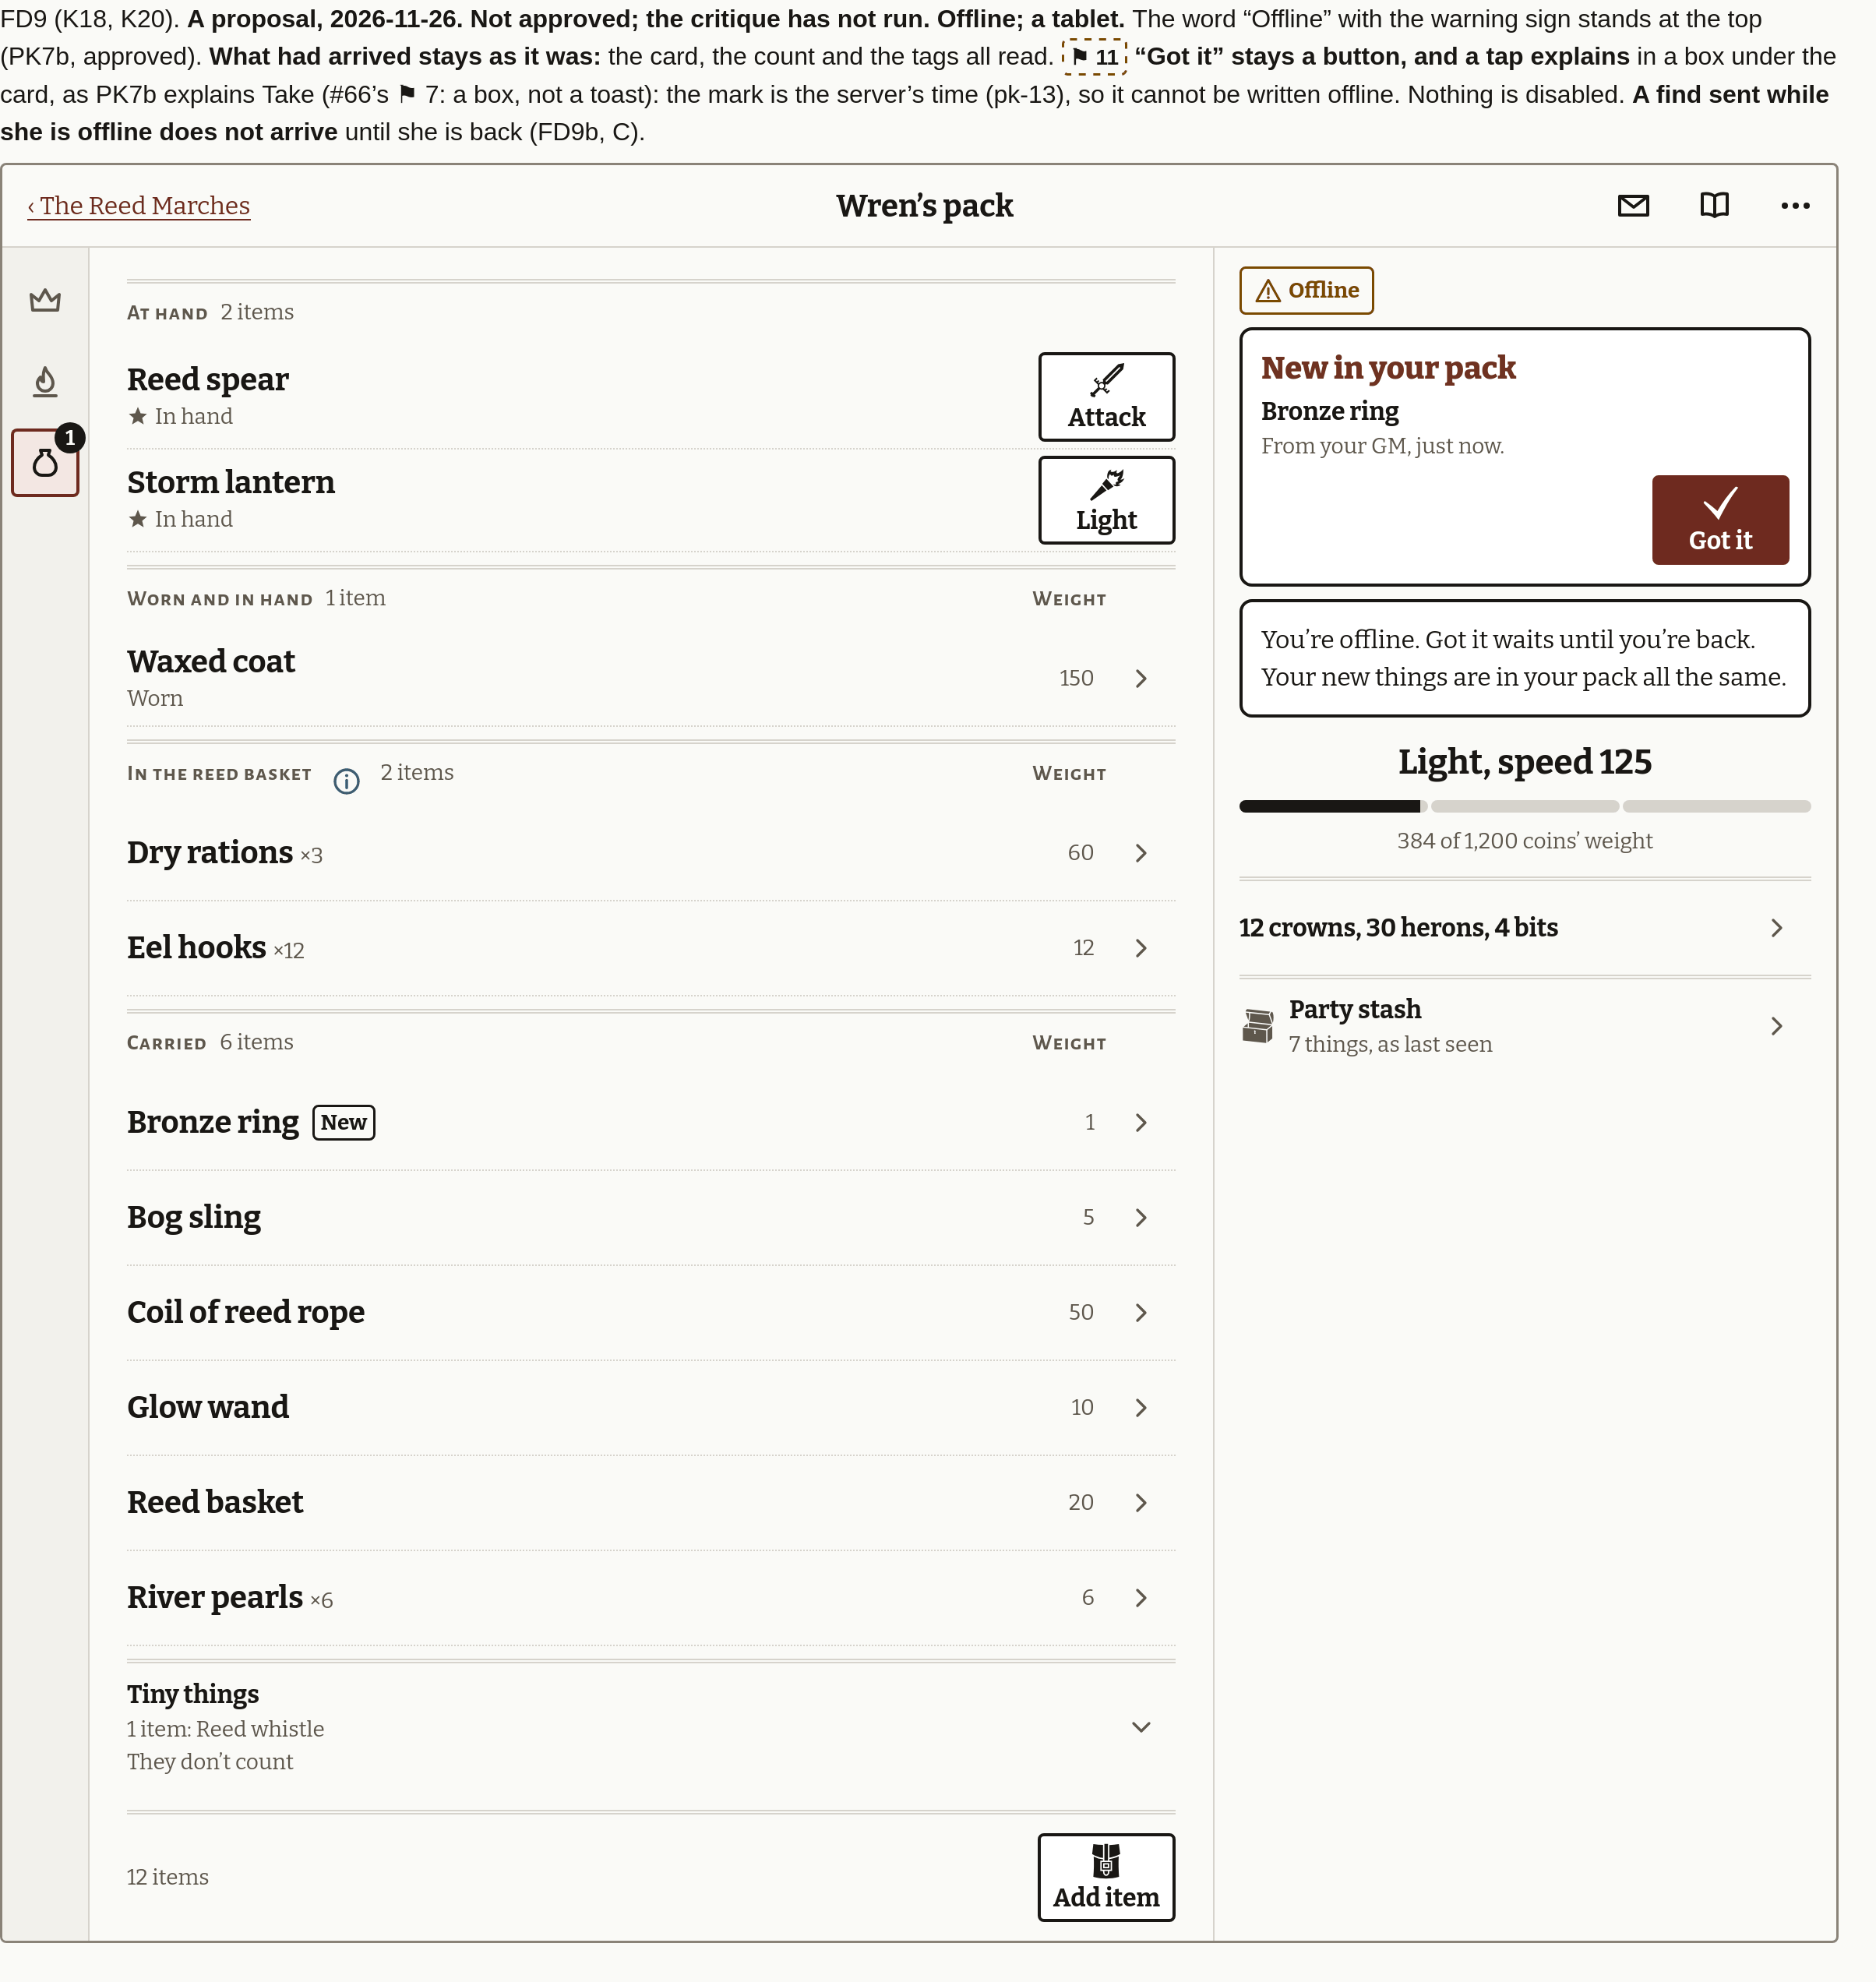 FD9 (K18, K20). A proposal, 2026-11-26. Not approved; the critique has not run. Offline; a tablet. The word “Offline” with the warning sign stands at the top
(PK7b, approved). What had arrived stays as it was: the card, the count and the tags all read. ⚑ 11 “Got it” stays a button, and a tap explains in a box under the
card, as PK7b explains Take (#66’s ⚑ 7: a box, not a toast): the mark is the server’s time (pk-13), so it cannot be written offline. Nothing is disabled. A find sent while
she is offline does not arrive until she is back (FD9b, C).
‹ The Reed Marches
Wren’s pack
1
At hand 2 items
Reed spear
★ In hand
Attack
Storm lantern
★ In hand
Light
Worn and in hand 1 item Weight
Waxed coat
Worn
150
In the reed basket 2 items Weight
Dry rations ×3 60
Eel hooks ×12 12
Carried 6 items Weight
Bronze ring New 1
Bog sling 5
Coil of reed rope 50
Glow wand 10
Reed basket 20
River pearls ×6 6
Tiny things
1 item: Reed whistle
They don’t count
12 items
Add item
Offline
New in your pack
Bronze ring
From your GM, just now.
Got it
You’re offline. Got it waits until you’re back.
Your new things are in your pack all the same.
Light, speed 125
384 of 1,200 coins’ weight
12 crowns, 30 herons, 4 bits
Party stash
7 things, as last seen